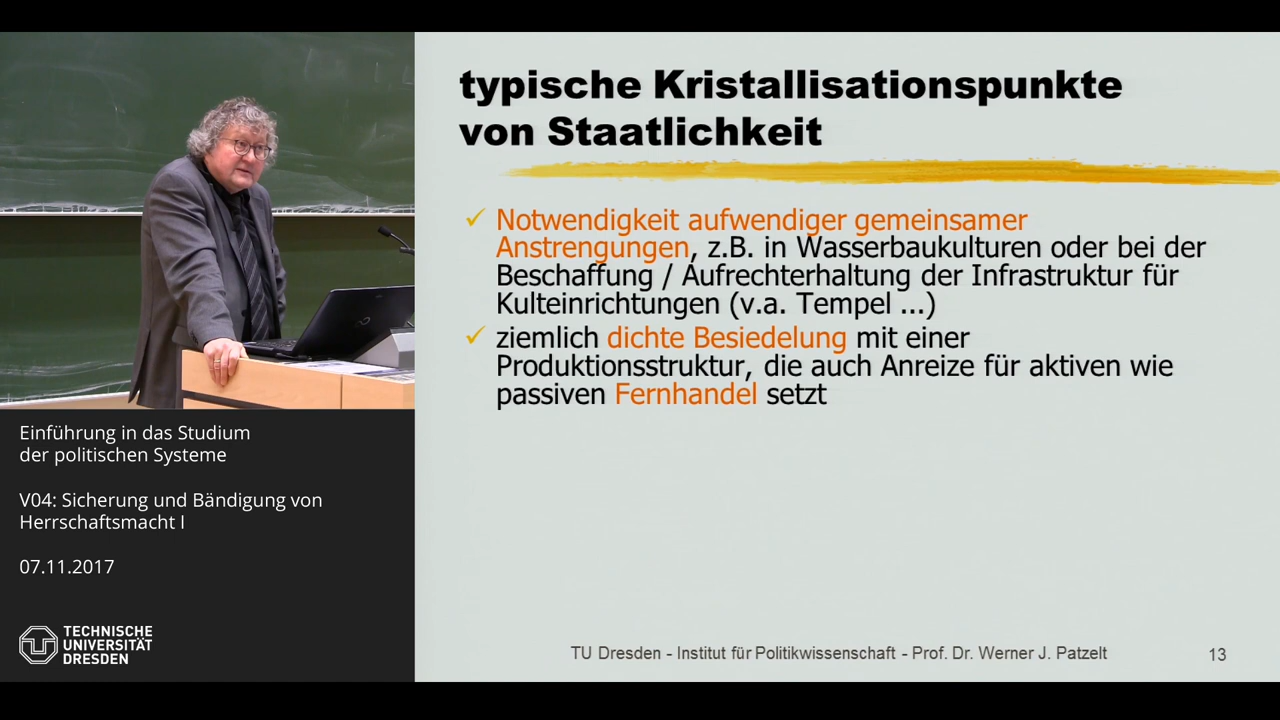 typische Kristallisationspunkte
von Staatlichkeit
✓ Notwendigkeit aufwendiger gemeinsamer
Anstrengungen, z.B. in Wasserbaukulturen oder bei der
Beschaffung / Aufrechterhaltung der Infrastruktur für
Kulteinrichtungen (v.a. Tempel ...)
✓ ziemlich dichte Besiedelung mit einer
Produktionsstruktur, die auch Anreize für aktiven wie
passiven Fernhandel setzt
Einführung in das Studium
der politischen Systeme
V04: Sicherung und Bändigung von
Herrschaftsmacht I
07.11.2017
TECHNISCHE
UNIVERSITÄT
DRESDEN
TU Dresden - Institut für Politikwissenschaft - Prof. Dr. Werner J. Patzelt
13